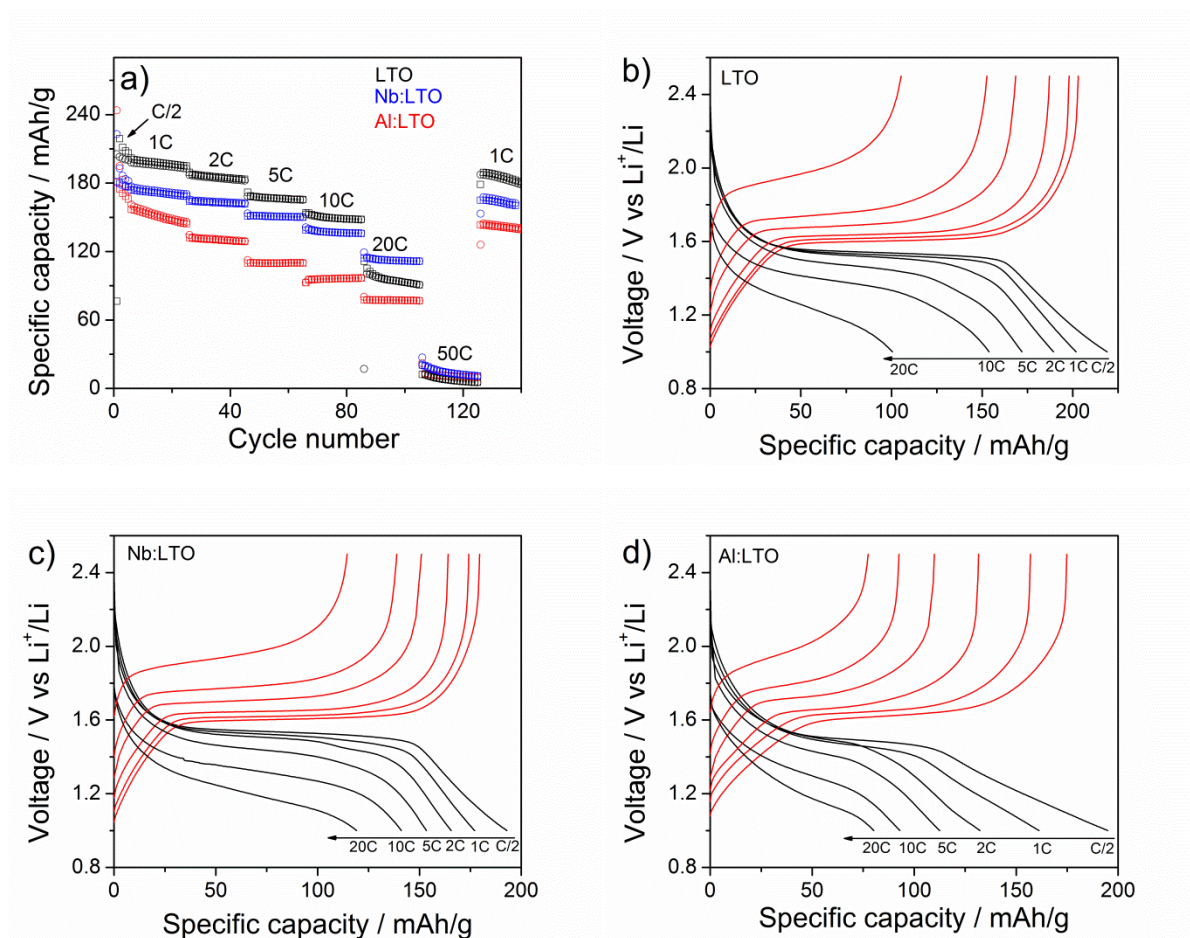 a)
LTO
Nb:LTO
Al:LTO
C/2
1C
2C
5C
10C
20C
50C
1C
240
180
120
60
0
Specific capacity / mAh/g
0
40
80
120
Cycle number
b)
LTO
2.4
2.0
1.6
1.2
0.8
Voltage / V vs Li⁺/Li
20C
10C
5C
2C
1C
C/2
0
50
100
150
200
Specific capacity / mAh/g
c)
Nb:LTO
2.4
2.0
1.6
1.2
0.8
Voltage / V vs Li⁺/Li
20C
10C
5C
2C
1C
C/2
0
50
100
150
200
Specific capacity / mAh/g
d)
Al:LTO
2.4
2.0
1.6
1.2
0.8
Voltage / V vs Li⁺/Li
20C
10C
5C
2C
1C
C/2
0
50
100
150
200
Specific capacity / mAh/g